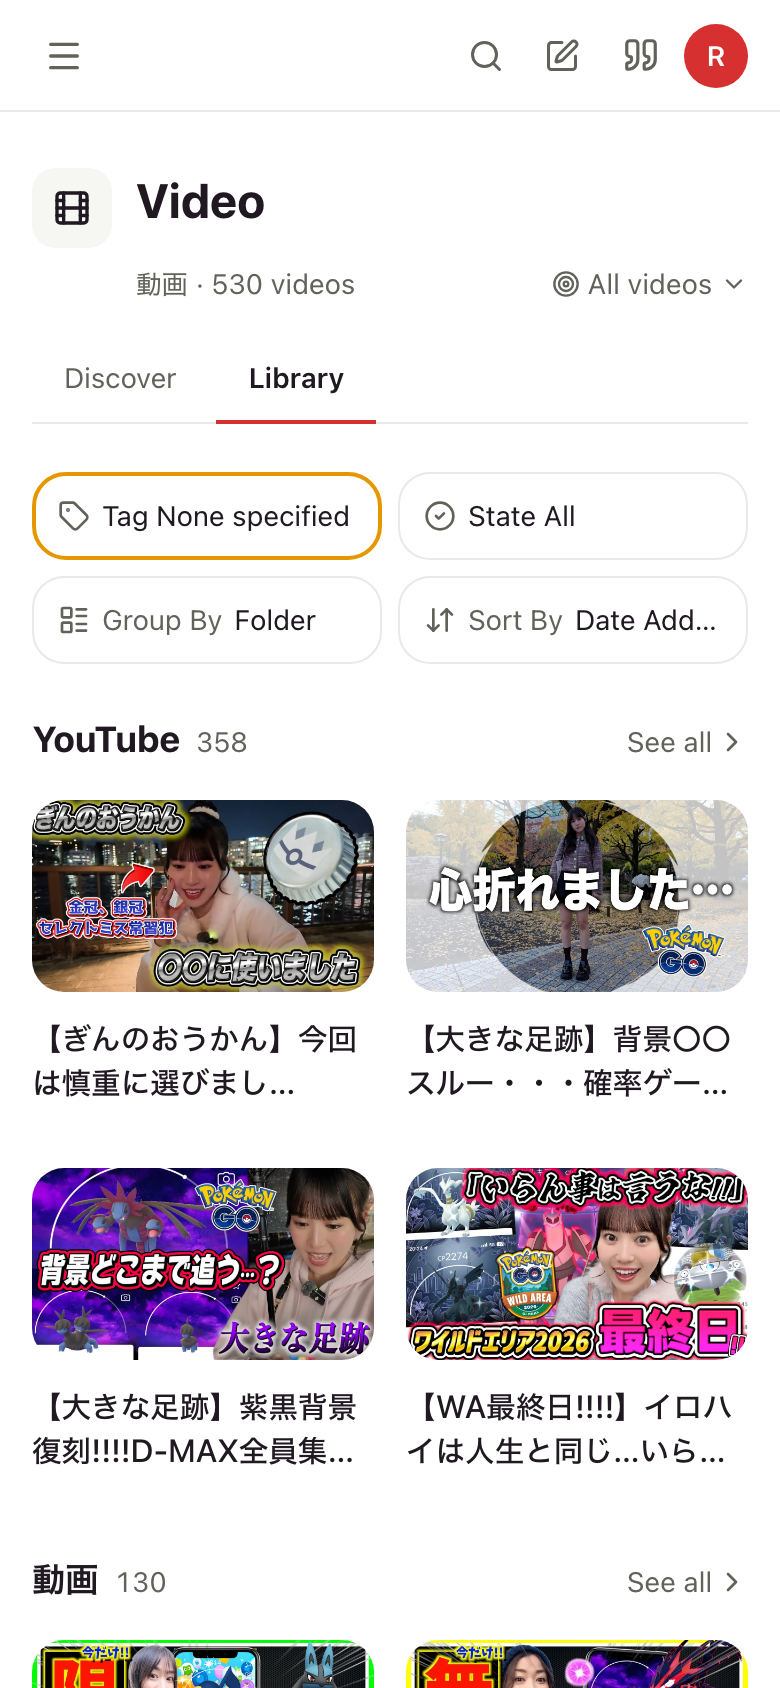 R
Video
動画 · 530 videos
All videos
Discover
Library
Tag None specified
State All
Group By Folder
Sort By Date Add...
YouTube 358
See all
ぎんのおうかん
金冠、銀冠
セレクトミス常習犯
〇〇に使いました
心折れました…
Pokémon
GO
【ぎんのおうかん】今回
は慎重に選びまし...
【大きな足跡】背景〇〇
スルー・・・確率ゲー...
Pokémon
GO
背景どこまで追う…?
大きな足跡
「いらん事は言うな!!」
CP2274
Pokémon
GO
WILD AREA
2026
ワイルドエリア2026
最終日!!
【大きな足跡】紫黒背景
復刻!!!!D-MAX全員集...
【WA最終日!!!!】イロハ
イは人生と同じ...いら...
動画 130
See all
今だけ!!
今だけ!!